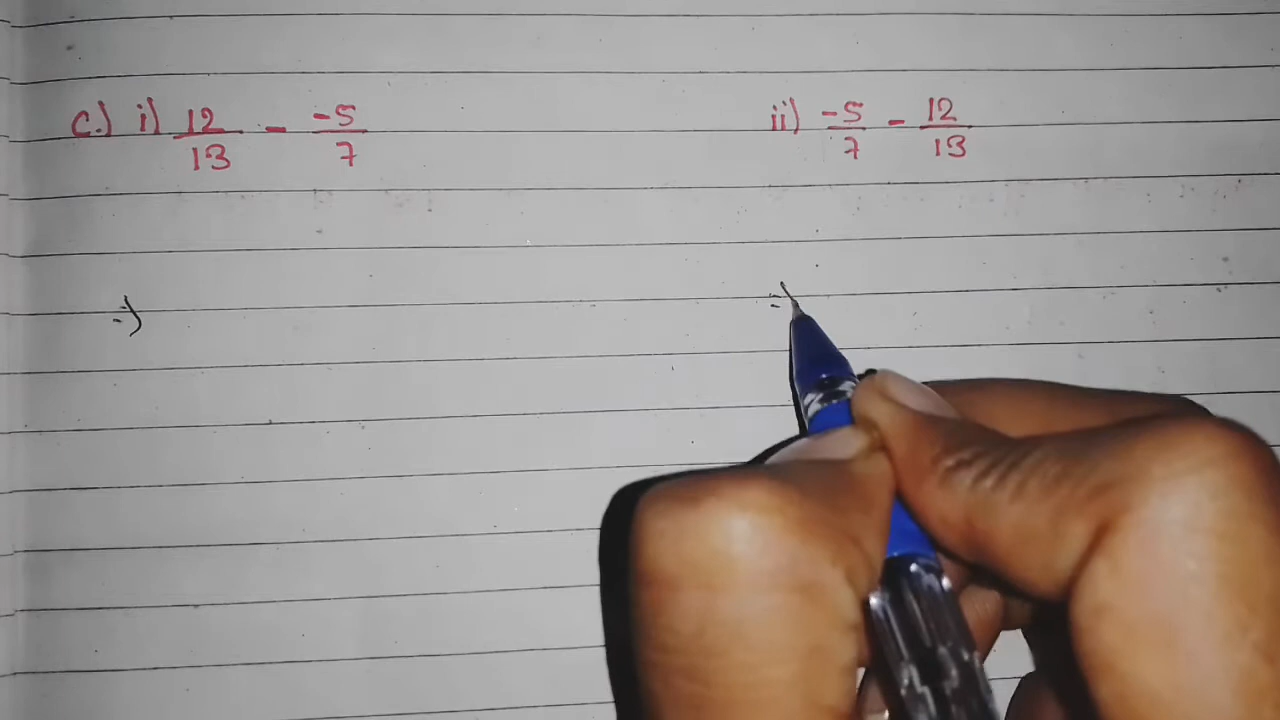 c.) i) 12/13 - -5/7
ii) -5/7 - 12/13
⇒
⇒